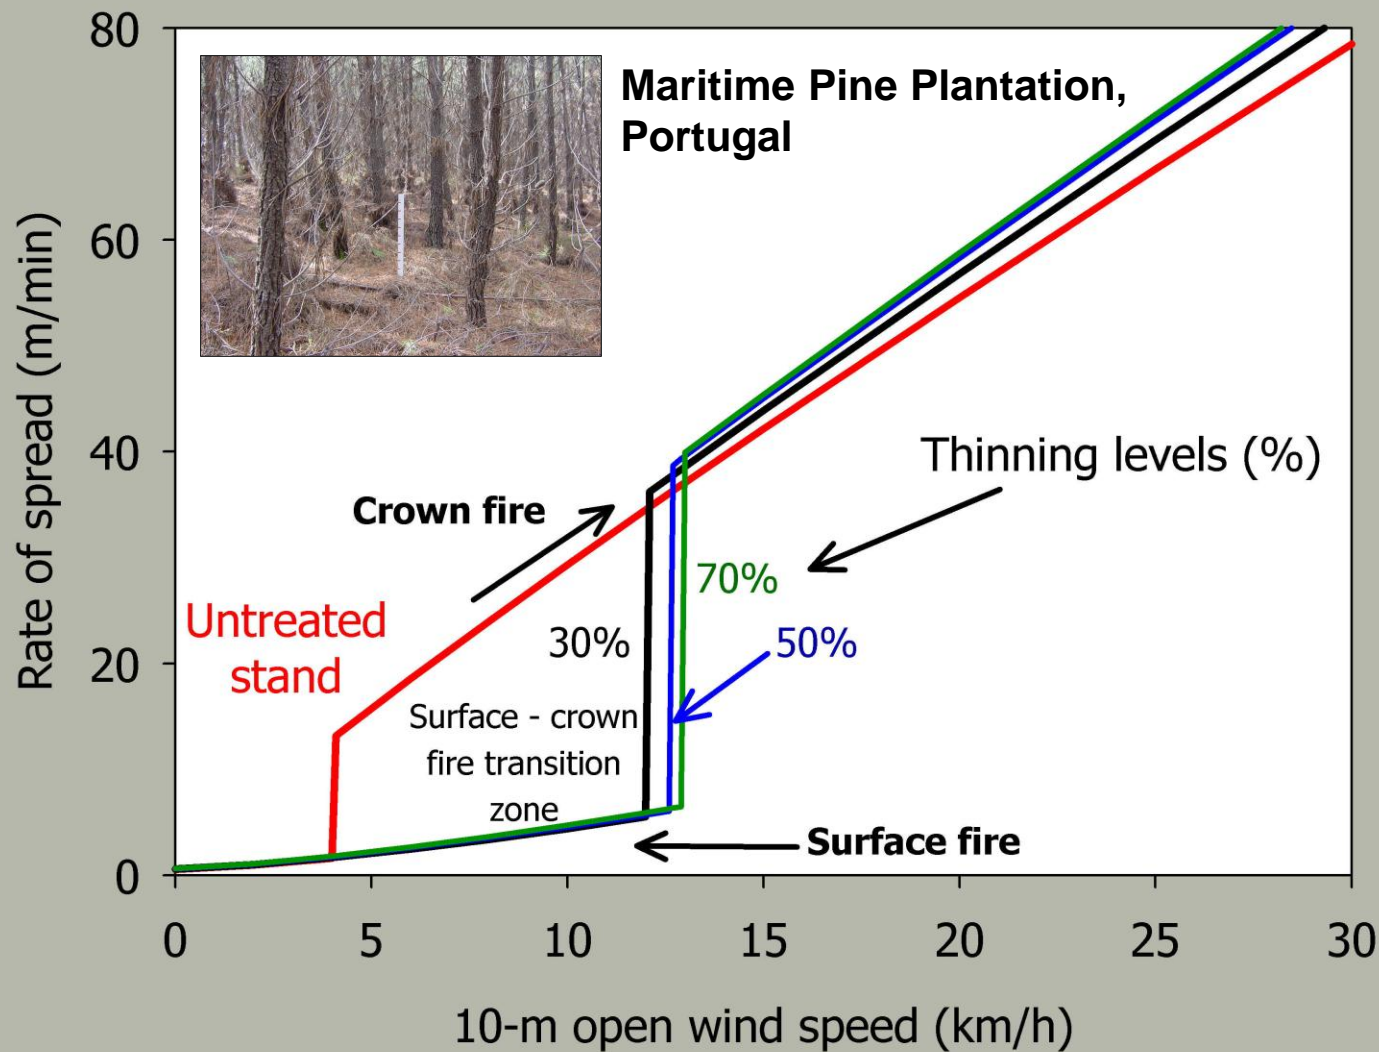 Maritime Pine Plantation,
Portugal
80
60
40
20
0
Rate of spread (m/min)
Thinning levels (%)
Crown fire
70%
Untreated
stand
30%
50%
Surface - crown
fire transition
zone
Surface fire
0 5 10 15 20 25 30
10-m open wind speed (km/h)